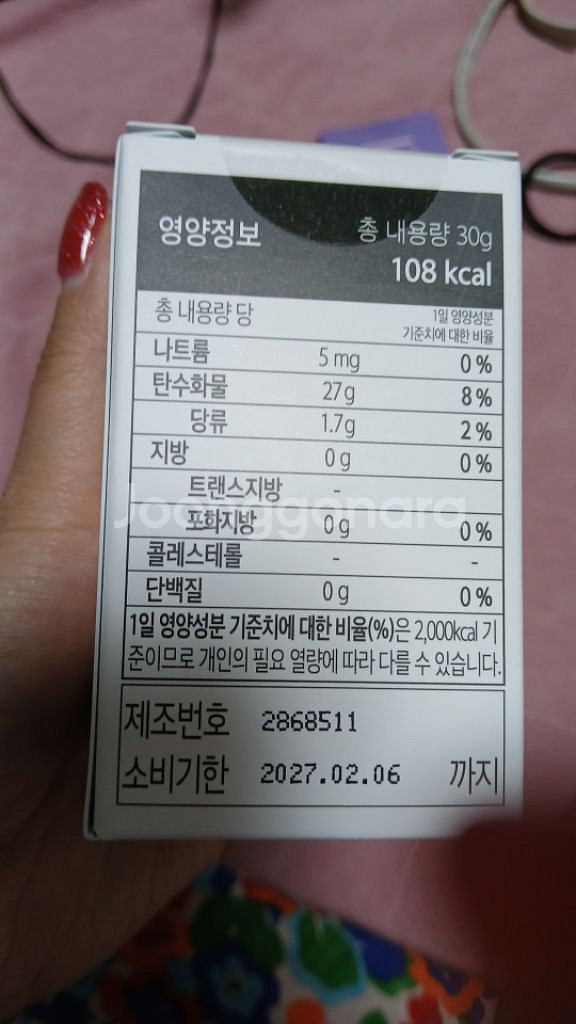 영양정보
총 내용량 30g
108 kcal
총 내용량 당
1일 영양성분
기준치에 대한 비율
나트륨 5 mg 0 %
탄수화물 27g 8 %
당류 1.7g 2 %
지방 0 g 0 %
트랜스지방 -
Joonggonara
포화지방 0 g 0 %
콜레스테롤 - -
단백질 0 g 0 %
1일 영양성분 기준치에 대한 비율(%)은 2,000kcal 기
준이므로 개인의 필요 열량에 따라 다를 수 있습니다.
제조번호 2868511
소비기한 2027.02.06 까지